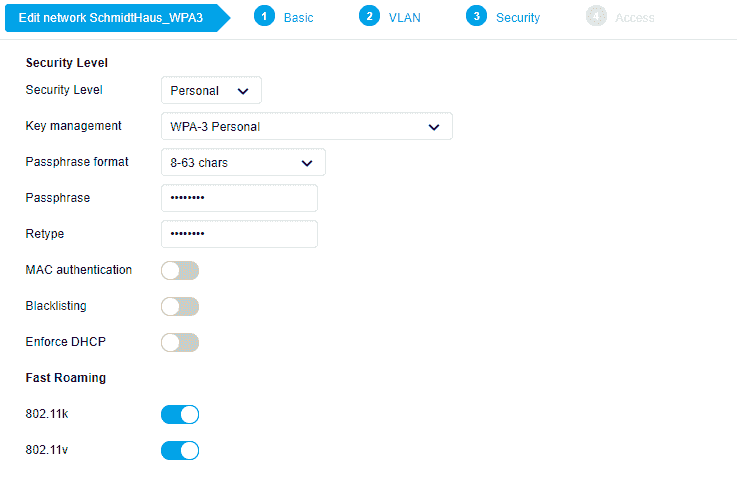 Edit network SchmidtHaus_WPA3 1 Basic 2 VLAN 3 Security 4 Access
Security Level
Security Level Personal
Key management WPA-3 Personal
Passphrase format 8-63 chars
Passphrase ••••••••
Retype ••••••••
MAC authentication
Blacklisting
Enforce DHCP
Fast Roaming
802.11k
802.11v